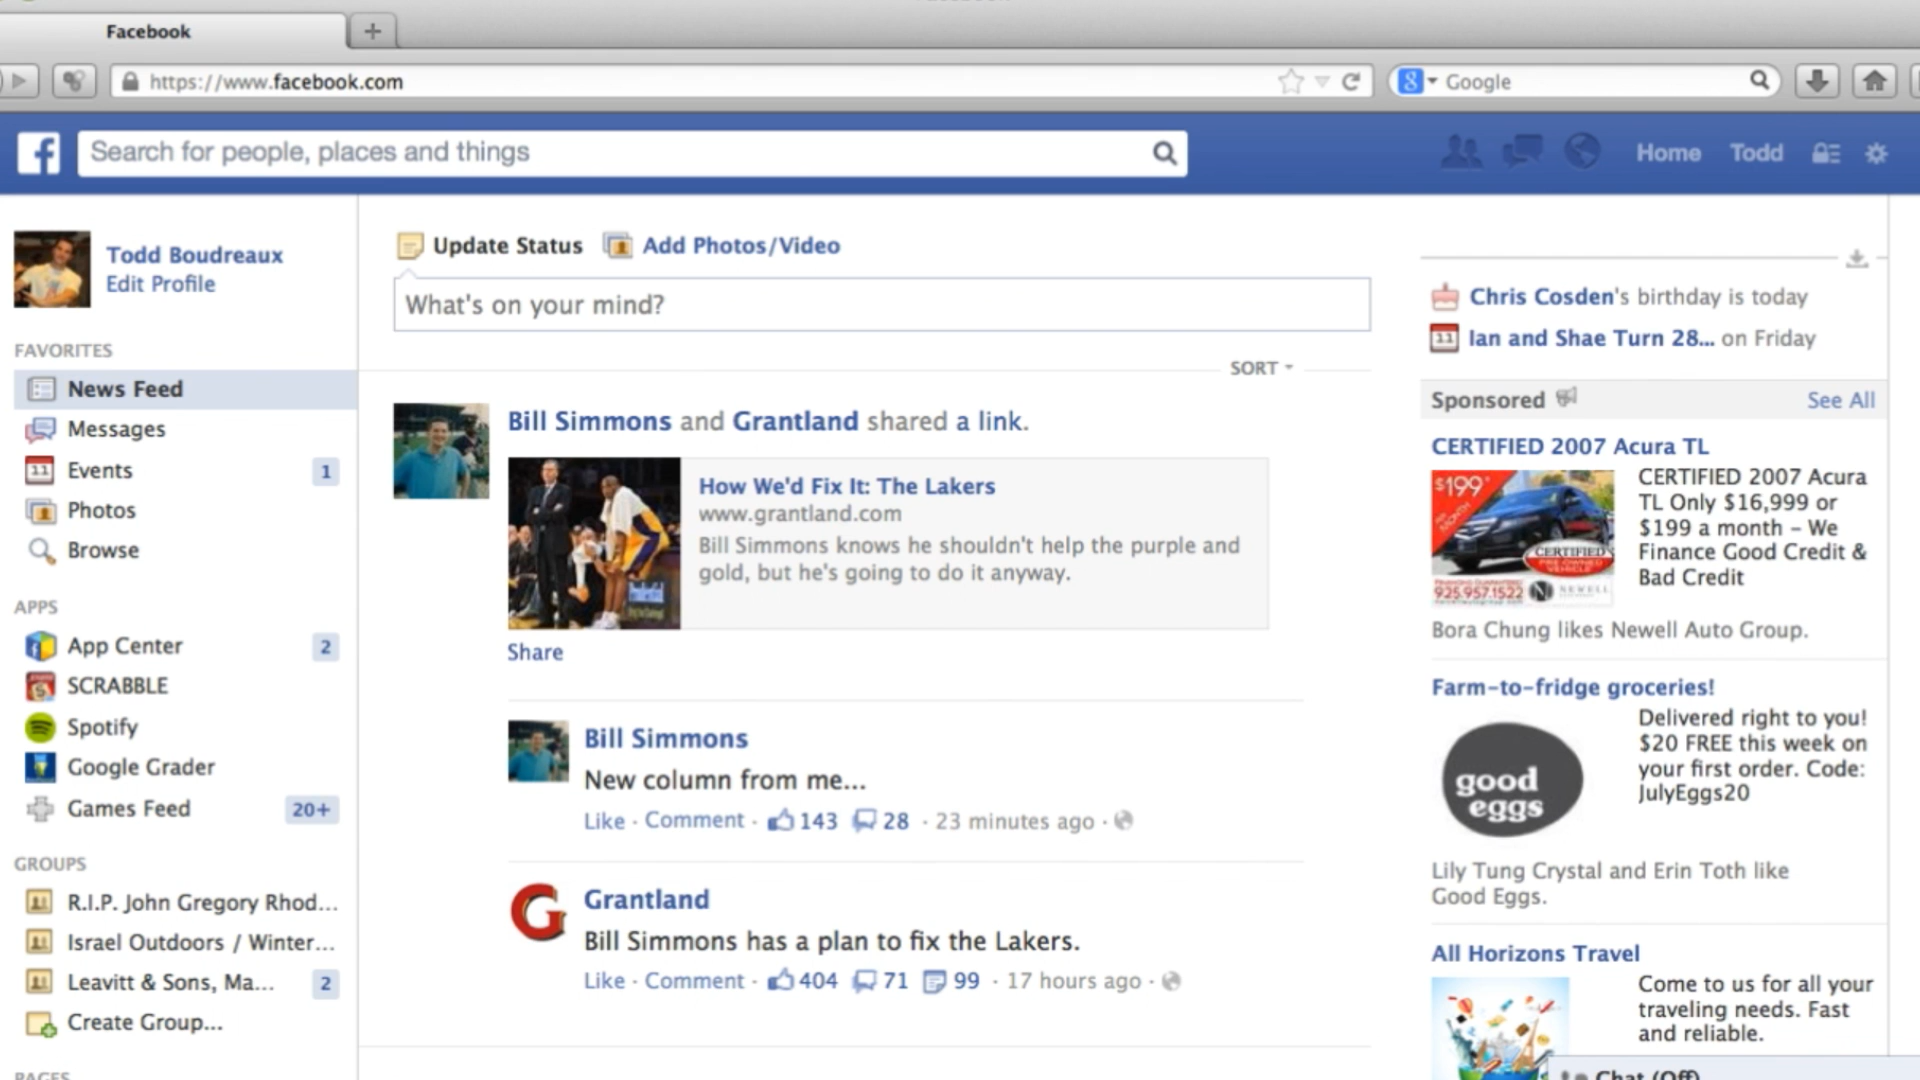 Facebook
https://www.facebook.com
Google
Search for people, places and things
Home
Todd
Todd Boudreaux
Edit Profile
FAVORITES
News Feed
Messages
Events 1
Photos
Browse
APPS
App Center 2
SCRABBLE
Spotify
Google Grader
Games Feed 20+
GROUPS
R.I.P. John Gregory Rhod...
Israel Outdoors / Winter...
Leavitt & Sons, Ma... 2
Create Group...
PAGES
Update Status
Add Photos/Video
What's on your mind?
SORT
Bill Simmons and Grantland shared a link.
How We'd Fix It: The Lakers
www.grantland.com
Bill Simmons knows he shouldn't help the purple and
gold, but he's going to do it anyway.
Share
Bill Simmons
New column from me...
Like · Comment · 143 28 · 23 minutes ago ·
G
Grantland
Bill Simmons has a plan to fix the Lakers.
Like · Comment · 404 71 99 · 17 hours ago ·
Chris Cosden's birthday is today
11 Ian and Shae Turn 28... on Friday
Sponsored
See All
CERTIFIED 2007 Acura TL
$199
CERTIFIED
925.957.1522
NEWELL
CERTIFIED 2007 Acura
TL Only $16,999 or
$199 a month – We
Finance Good Credit &
Bad Credit
Bora Chung likes Newell Auto Group.
Farm-to-fridge groceries!
good
eggs
Delivered right to you!
$20 FREE this week on
your first order. Code:
JulyEggs20
Lily Tung Crystal and Erin Toth like
Good Eggs.
All Horizons Travel
Come to us for all your
traveling needs. Fast
and reliable.
Chat (Off)